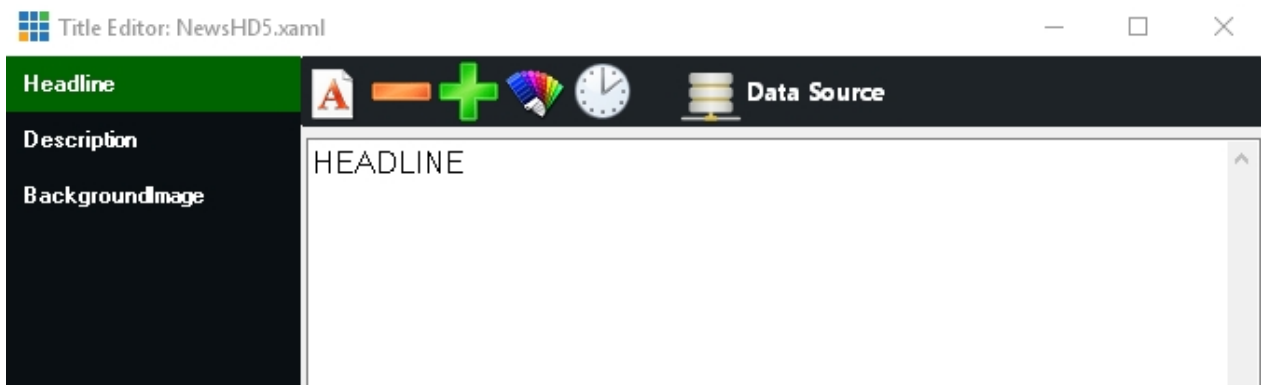 Title Editor: NewsHD5.xaml
Headline
Description
BackgroundImage
A
Data Source
HEADLINE